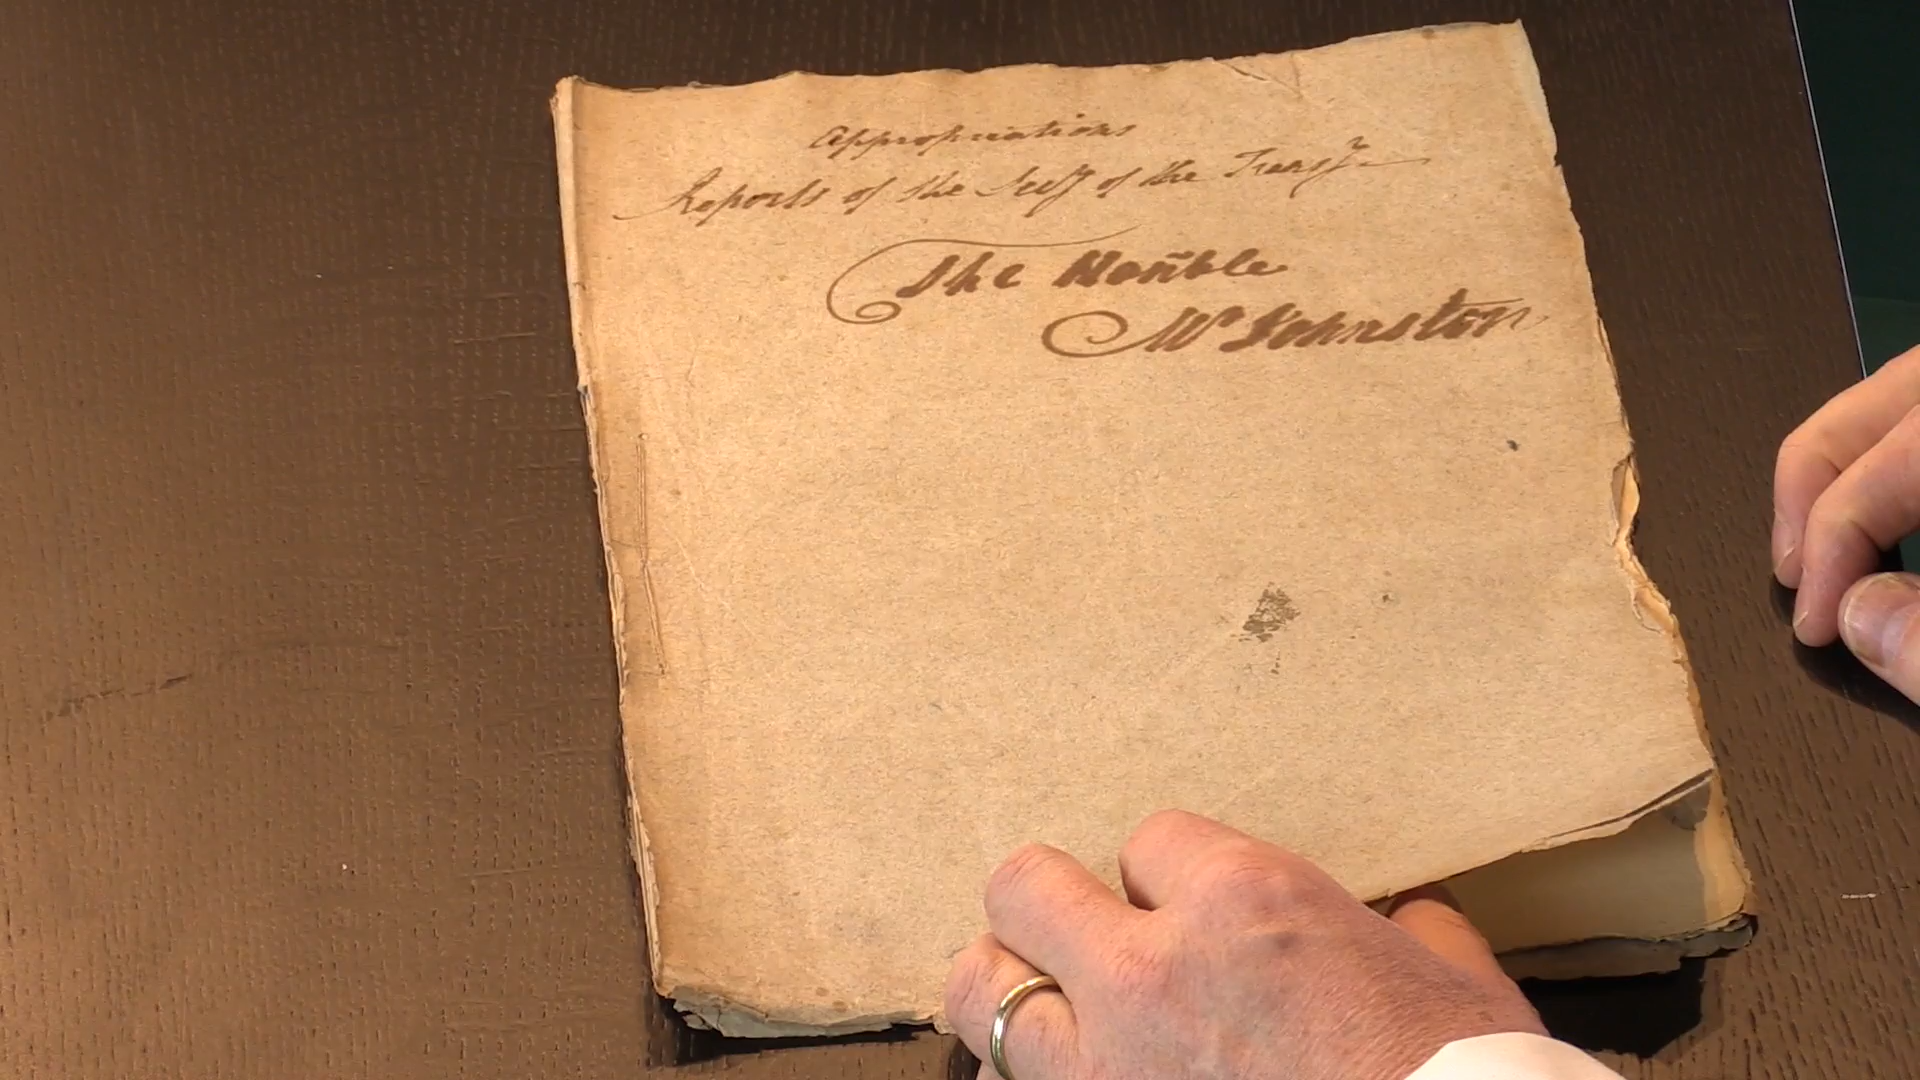 Appropriations
Reports of the Secy of the Treasy
The Honble
Mr Johnston